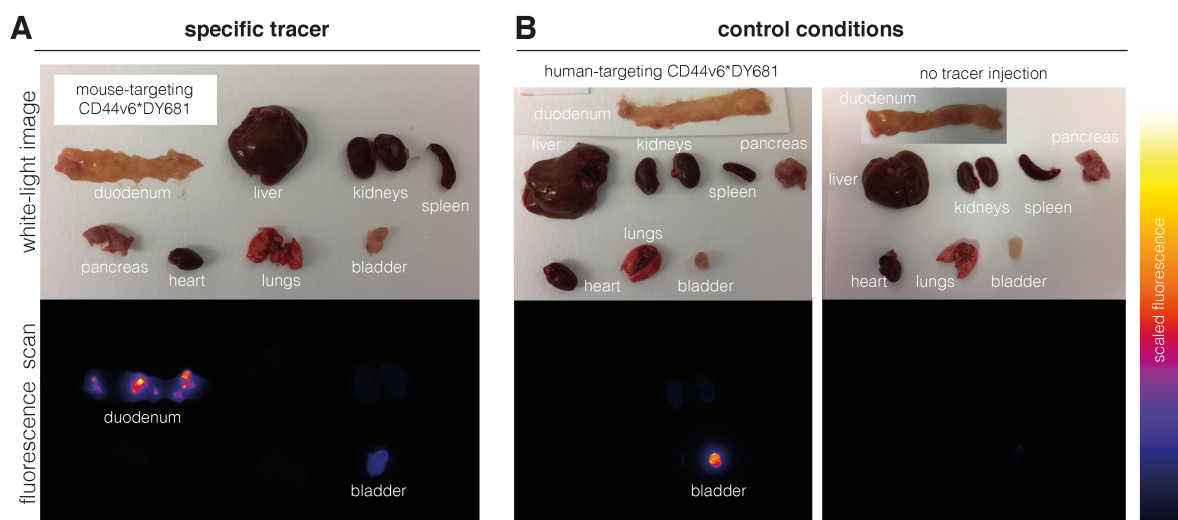 A
specific tracer
B
control conditions
white-light image
mouse-targeting
CD44v6*DY681
duodenum
liver
kidneys
spleen
pancreas
heart
lungs
bladder
human-targeting CD44v6*DY681
duodenum
liver
kidneys
pancreas
spleen
lungs
heart
bladder
no tracer injection
duodenum
pancreas
liver
kidneys
spleen
heart
lungs
bladder
fluorescence scan
duodenum
bladder
bladder
scaled fluorescence